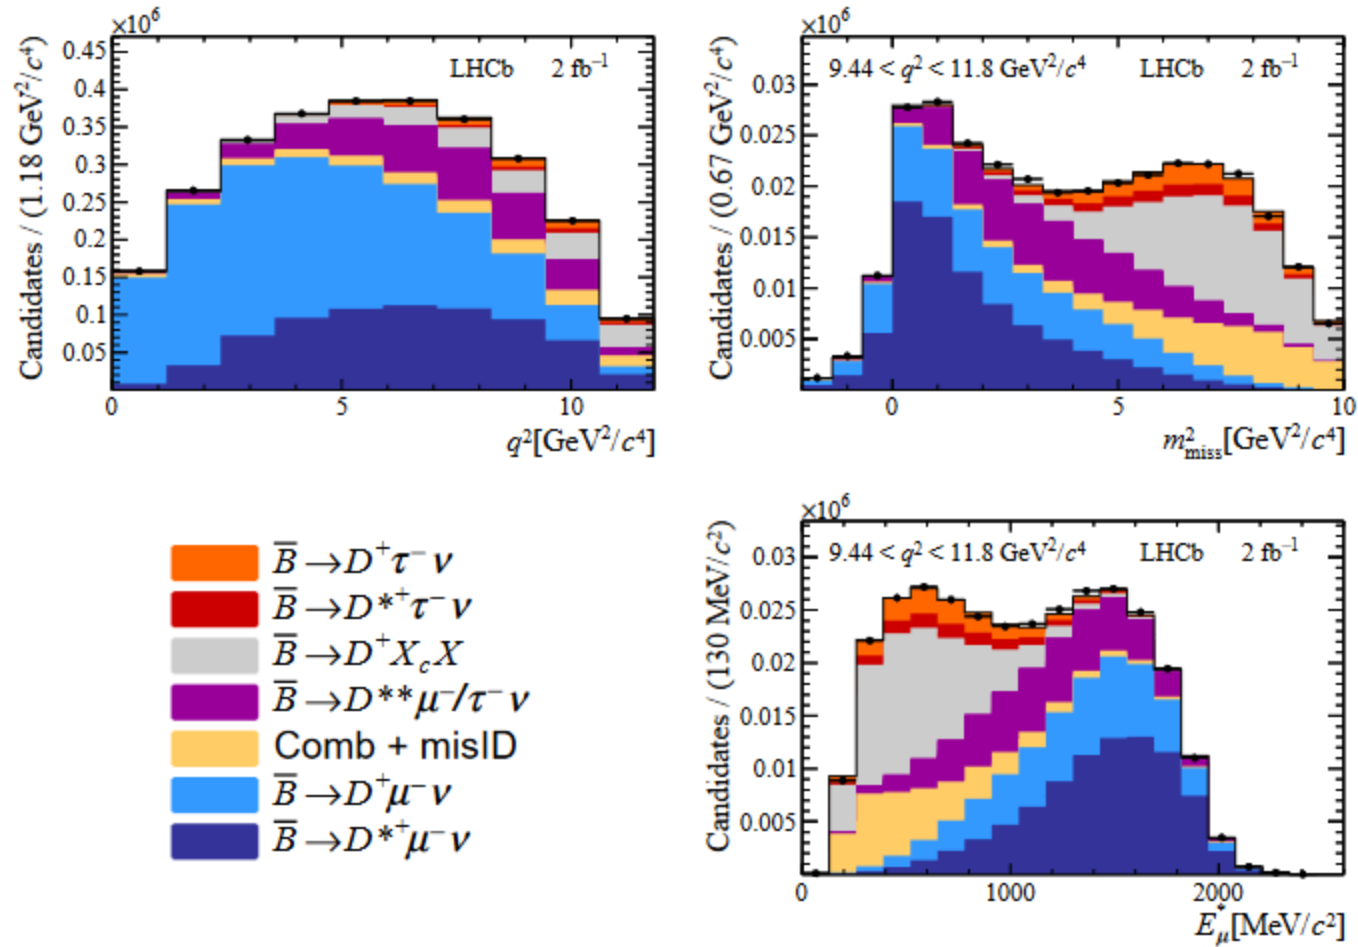 ×10⁶
Candidates / (1.18 GeV²/c⁴)
0.45
0.4
0.35
0.3
0.25
0.2
0.15
0.1
0.05
LHCb 2 fb⁻¹
0 5 10
q²[GeV²/c⁴]
×10⁶
Candidates / (0.67 GeV²/c⁴)
0.03
0.025
0.02
0.015
0.01
0.005
9.44 < q² < 11.8 GeV²/c⁴ LHCb 2 fb⁻¹
0 5 10
m²miss[GeV²/c⁴]
B̅→D⁺τ⁻ν
B̅→D*⁺τ⁻ν
B̅→D⁺X_cX
B̅→D**μ⁻/τ⁻ν
Comb + misID
B̅→D⁺μ⁻ν
B̅→D*⁺μ⁻ν
×10⁶
Candidates / (130 MeV/c²)
0.03
0.025
0.02
0.015
0.01
0.005
9.44 < q² < 11.8 GeV²/c⁴ LHCb 2 fb⁻¹
0 1000 2000
E*_μ[MeV/c²]